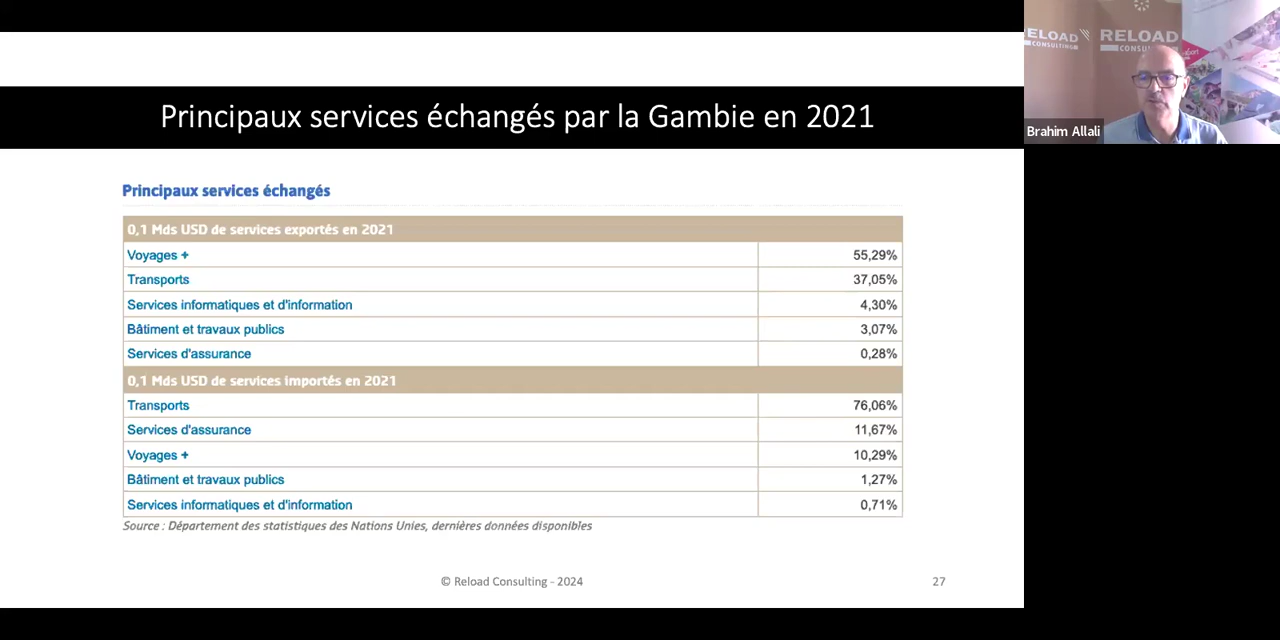 Principaux services échangés par la Gambie en 2021
Principaux services échangés
0,1 Mds USD de services exportés en 2021
Voyages + 55,29%
Transports 37,05%
Services informatiques et d'information 4,30%
Bâtiment et travaux publics 3,07%
Services d'assurance 0,28%
0,1 Mds USD de services importés en 2021
Transports 76,06%
Services d'assurance 11,67%
Voyages + 10,29%
Bâtiment et travaux publics 1,27%
Services informatiques et d'information 0,71%
Source : Département des statistiques des Nations Unies, dernières données disponibles
© Reload Consulting - 2024
27
ELOAD
CONSULTING
RELOAD
CONSU
Brahim Allali